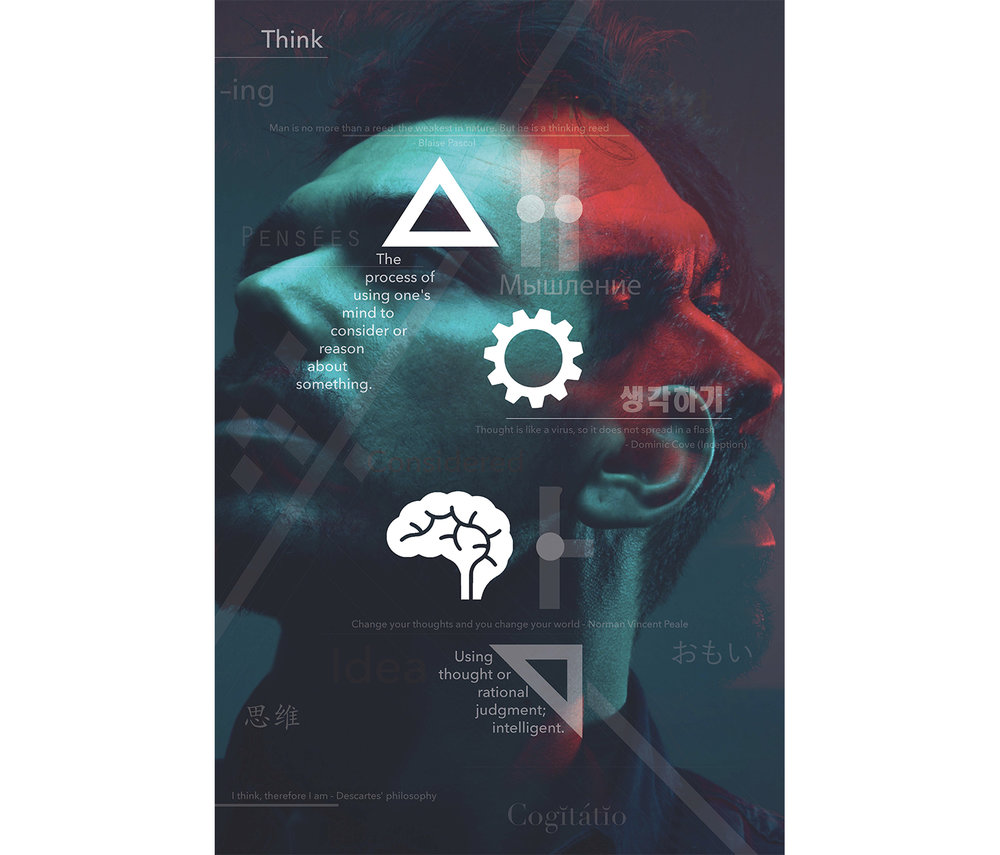 Think
-ing
Man is no more than a reed, the weakest in nature. But he is a thinking reed
- Blaise Pascal
PENSÉES
The
process of
using one's
mind to
consider or
reason
about
something.
Мышление
생각하기
Thought is like a virus, so it does not spread in a flash
- Dominic Cove (Inception)
Change your thoughts and you change your world - Norman Vincent Peale
Idea
Using
thought or
rational
judgment;
intelligent.
おもい
思维
I think, therefore I am - Descartes' philosophy
Cogĭtátĭo